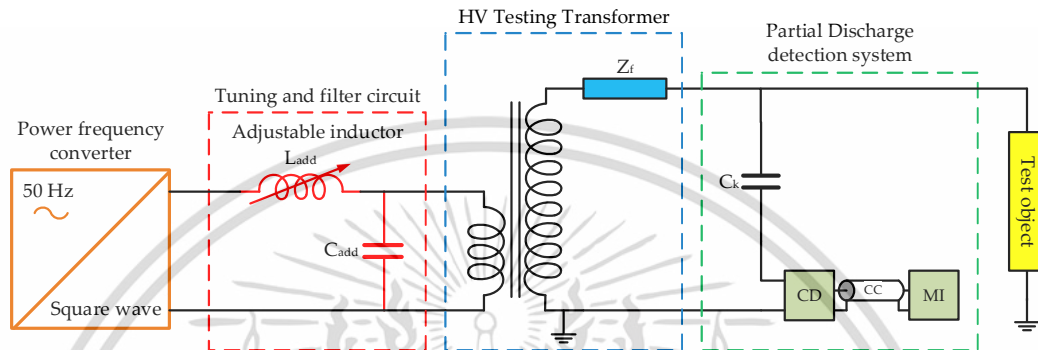 HV Testing Transformer
Partial Discharge
detection system
Zf
Tuning and filter circuit
Power frequency
converter
Adjustable inductor
Ladd
50 Hz
Cadd
Square wave
Ck
Test object
CD
CC
MI